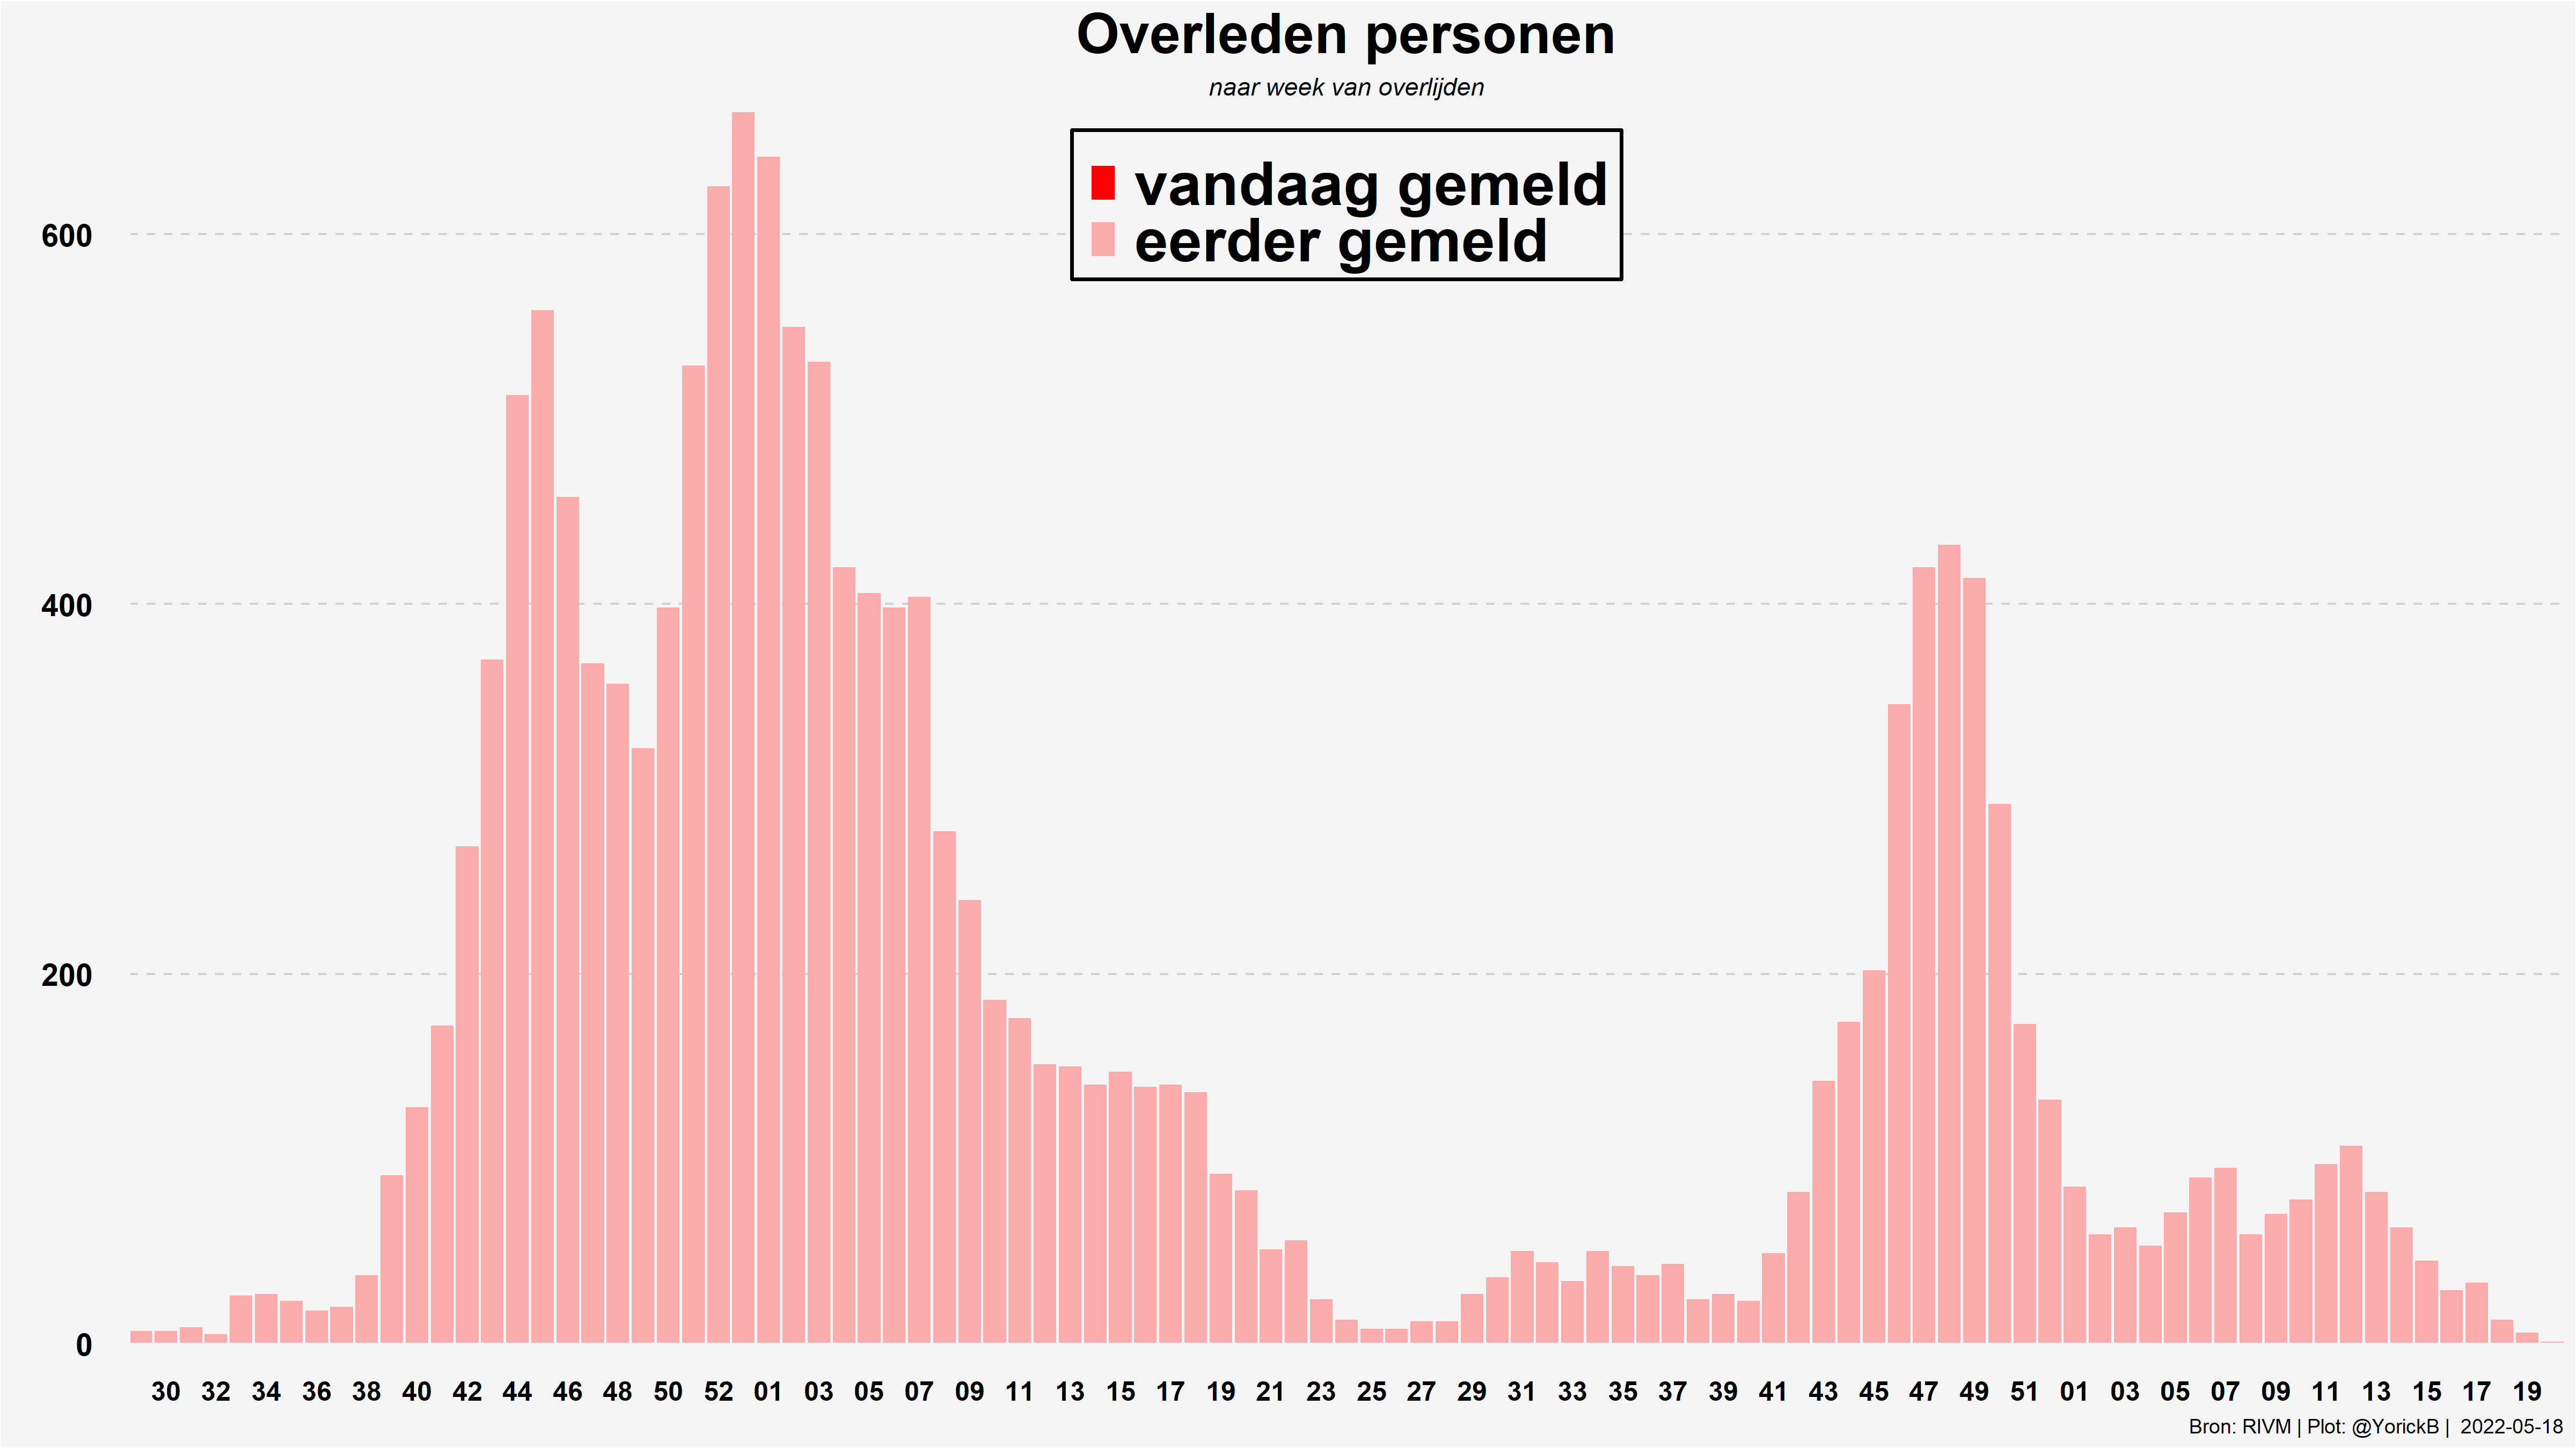 Overleden personen
naar week van overlijden
vandaag gemeld
eerder gemeld
600
400
200
0
30 32 34 36 38 40 42 44 46 48 50 52 01 03 05 07 09 11 13 15 17 19 21 23 25 27 29 31 33 35 37 39 41 43 45 47 49 51 01 03 05 07 09 11 13 15 17 19
Bron: RIVM | Plot: @YorickB | 2022-05-18